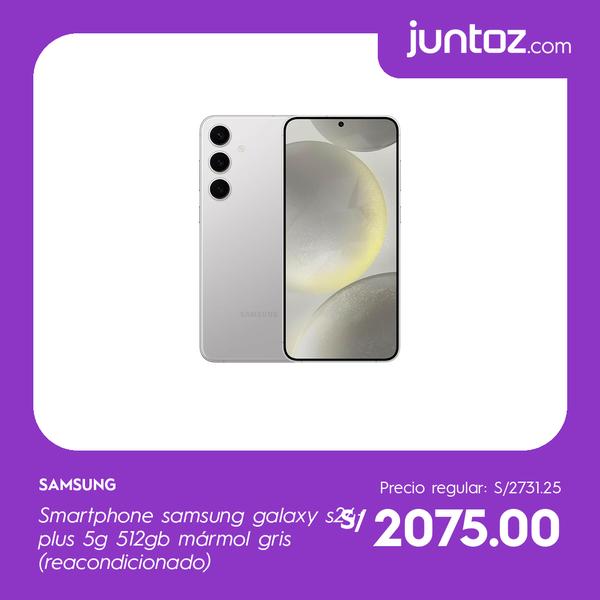 juntoz.com
SAMSUNG
SAMSUNG
Precio regular: S/2731.25
Smartphone samsung galaxy
S/ 2075.00
plus 5g 512gb mármol gris
(reacondicionado)